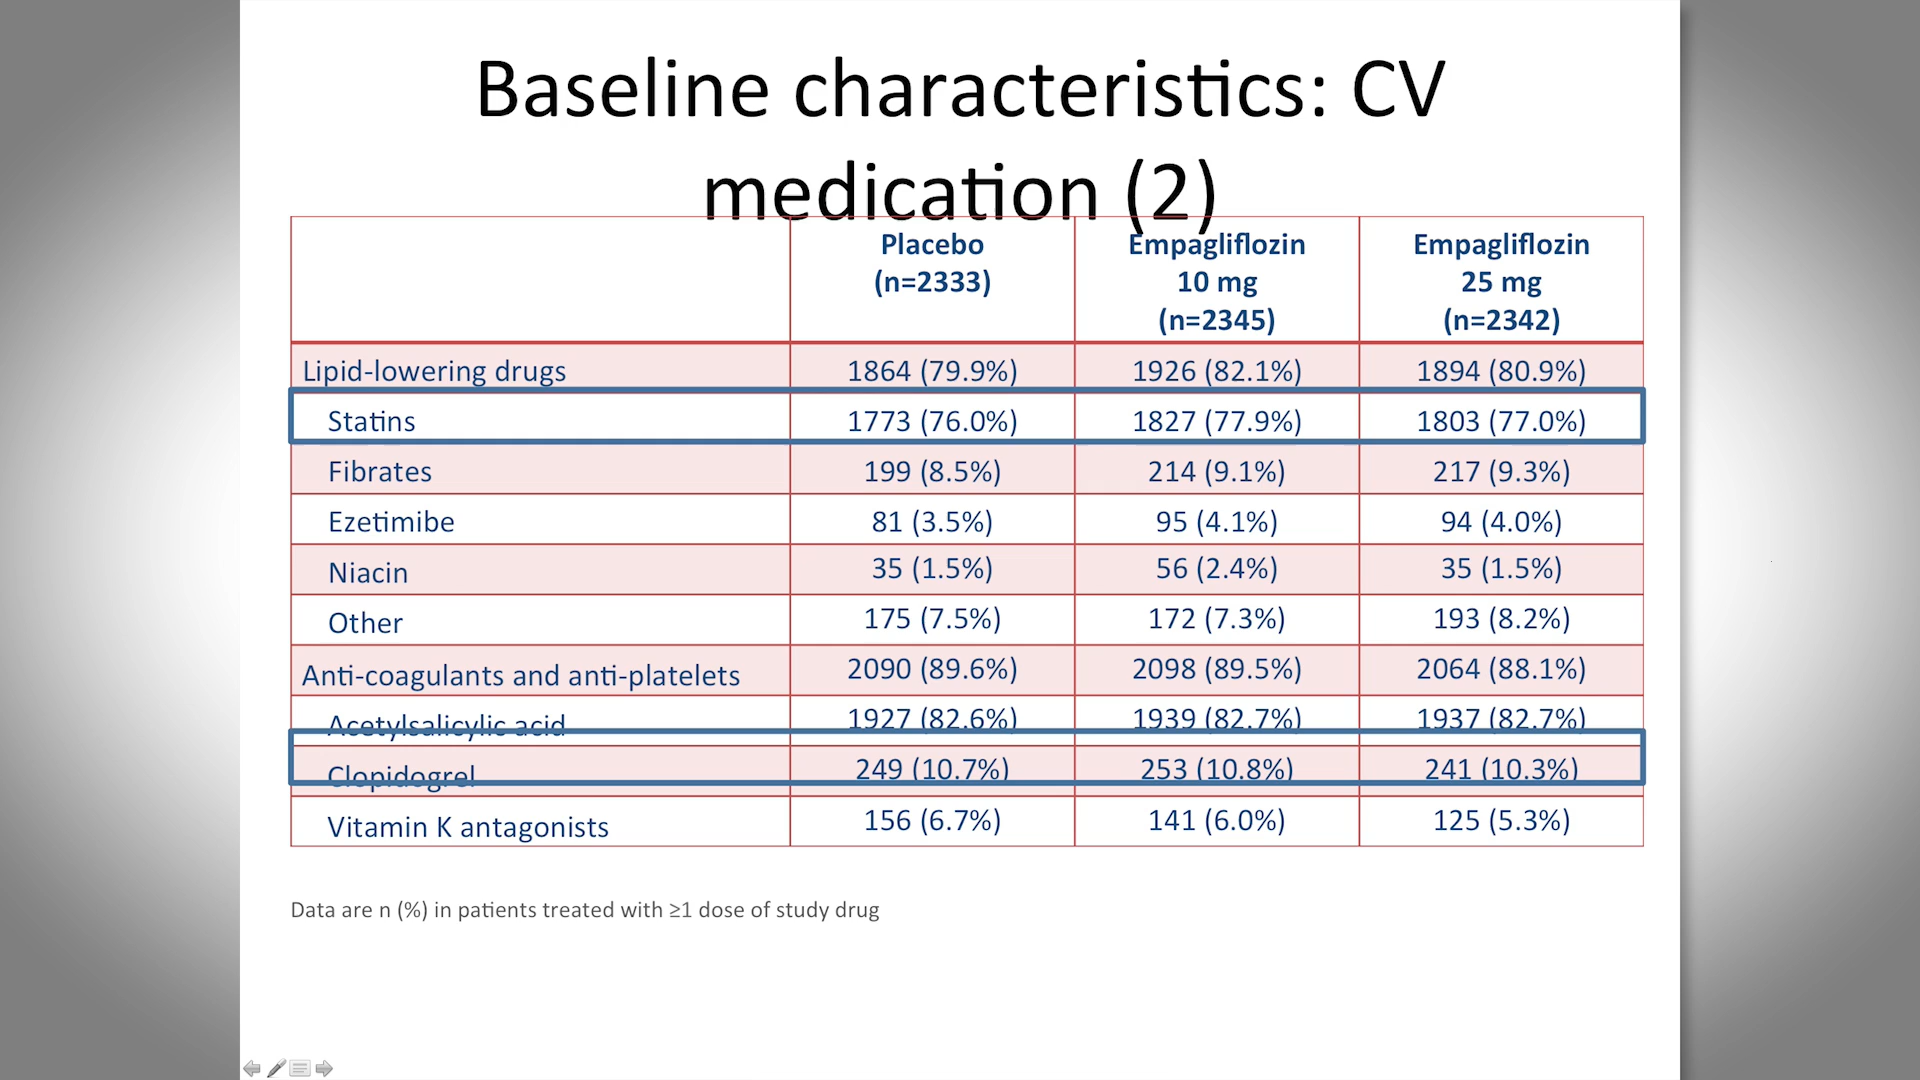 Baseline characteristics: CV
medication (2)
Placebo
(n=2333)
Empagliflozin
10 mg
(n=2345)
Empagliflozin
25 mg
(n=2342)
Lipid-lowering drugs 1864 (79.9%) 1926 (82.1%) 1894 (80.9%)
Statins 1773 (76.0%) 1827 (77.9%) 1803 (77.0%)
Fibrates 199 (8.5%) 214 (9.1%) 217 (9.3%)
Ezetimibe 81 (3.5%) 95 (4.1%) 94 (4.0%)
Niacin 35 (1.5%) 56 (2.4%) 35 (1.5%)
Other 175 (7.5%) 172 (7.3%) 193 (8.2%)
Anti-coagulants and anti-platelets 2090 (89.6%) 2098 (89.5%) 2064 (88.1%)
Acetylsalicylic acid 1927 (82.6%) 1939 (82.7%) 1937 (82.7%)
Clopidogrel 249 (10.7%) 253 (10.8%) 241 (10.3%)
Vitamin K antagonists 156 (6.7%) 141 (6.0%) 125 (5.3%)
Data are n (%) in patients treated with ≥1 dose of study drug